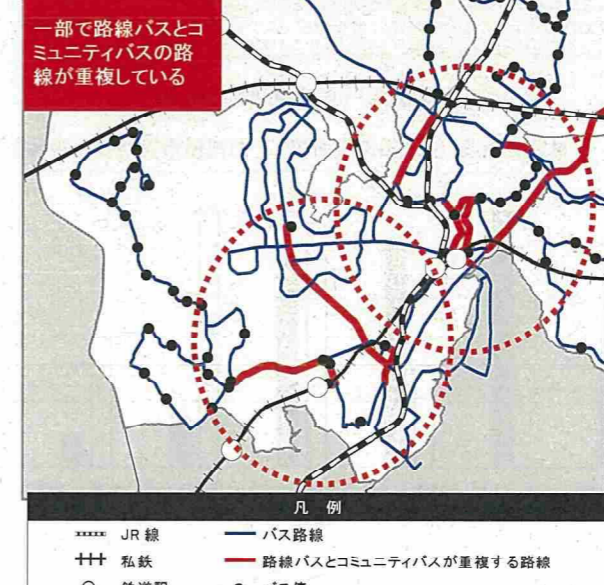 一部で路線バスとコ
ミュニティバスの路
線が重複している
凡 例
JR 線
バス路線
私鉄
路線バスとコミュニティバスが重複する路線